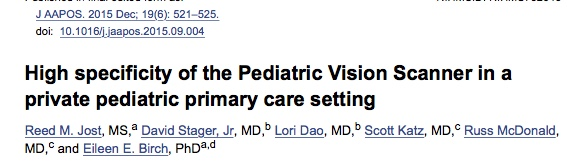 J AAPOS. 2015 Dec; 19(6): 521–525.
doi: 10.1016/j.jaapos.2015.09.004
High specificity of the Pediatric Vision Scanner in a
private pediatric primary care setting
Reed M. Jost, MS,a David Stager, Jr, MD,b Lori Dao, MD,b Scott Katz, MD,c Russ McDonald,
MD,c and Eileen E. Birch, PhDa,d